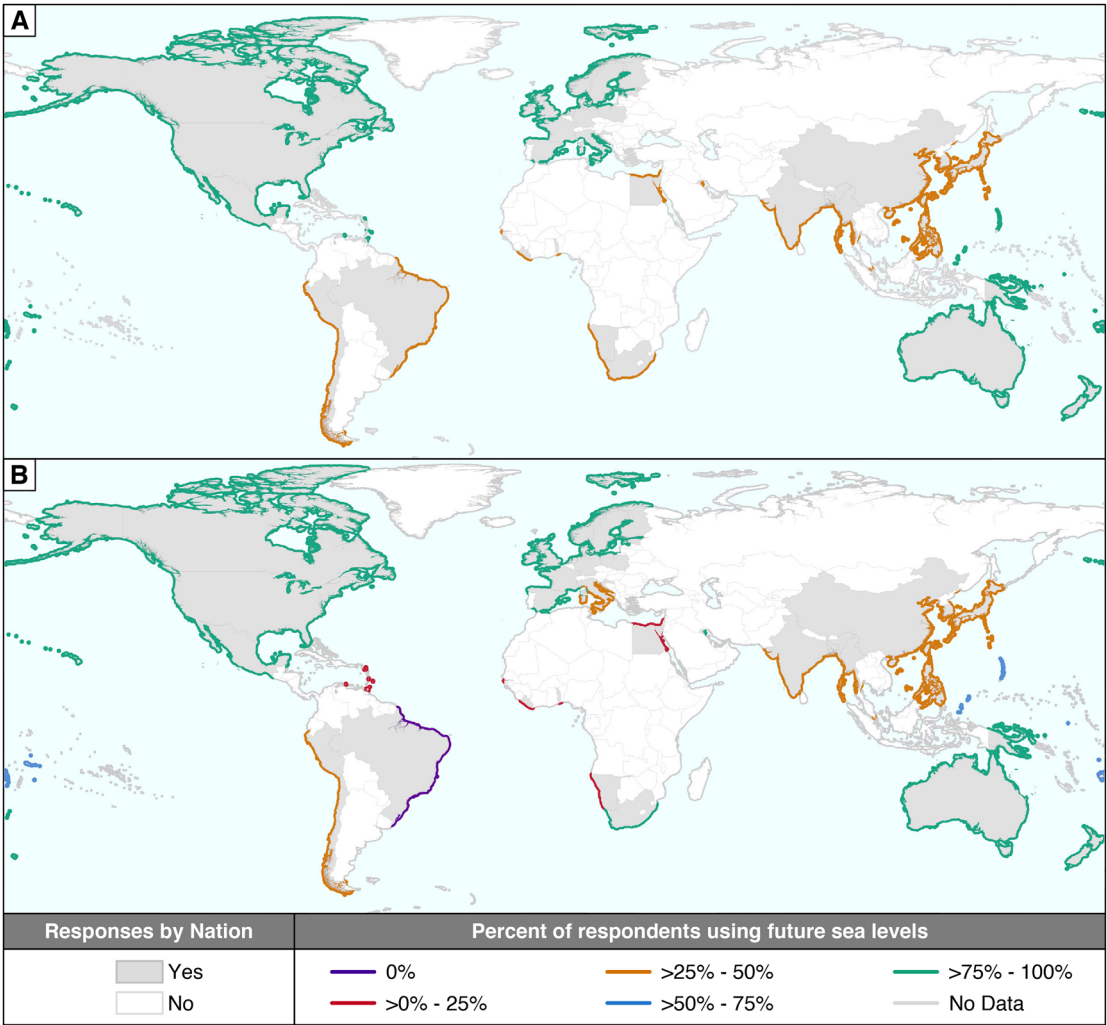 A
B
Responses by Nation
Percent of respondents using future sea levels
Yes
No
0%
>25% - 50%
>75% - 100%
>0% - 25%
>50% - 75%
No Data